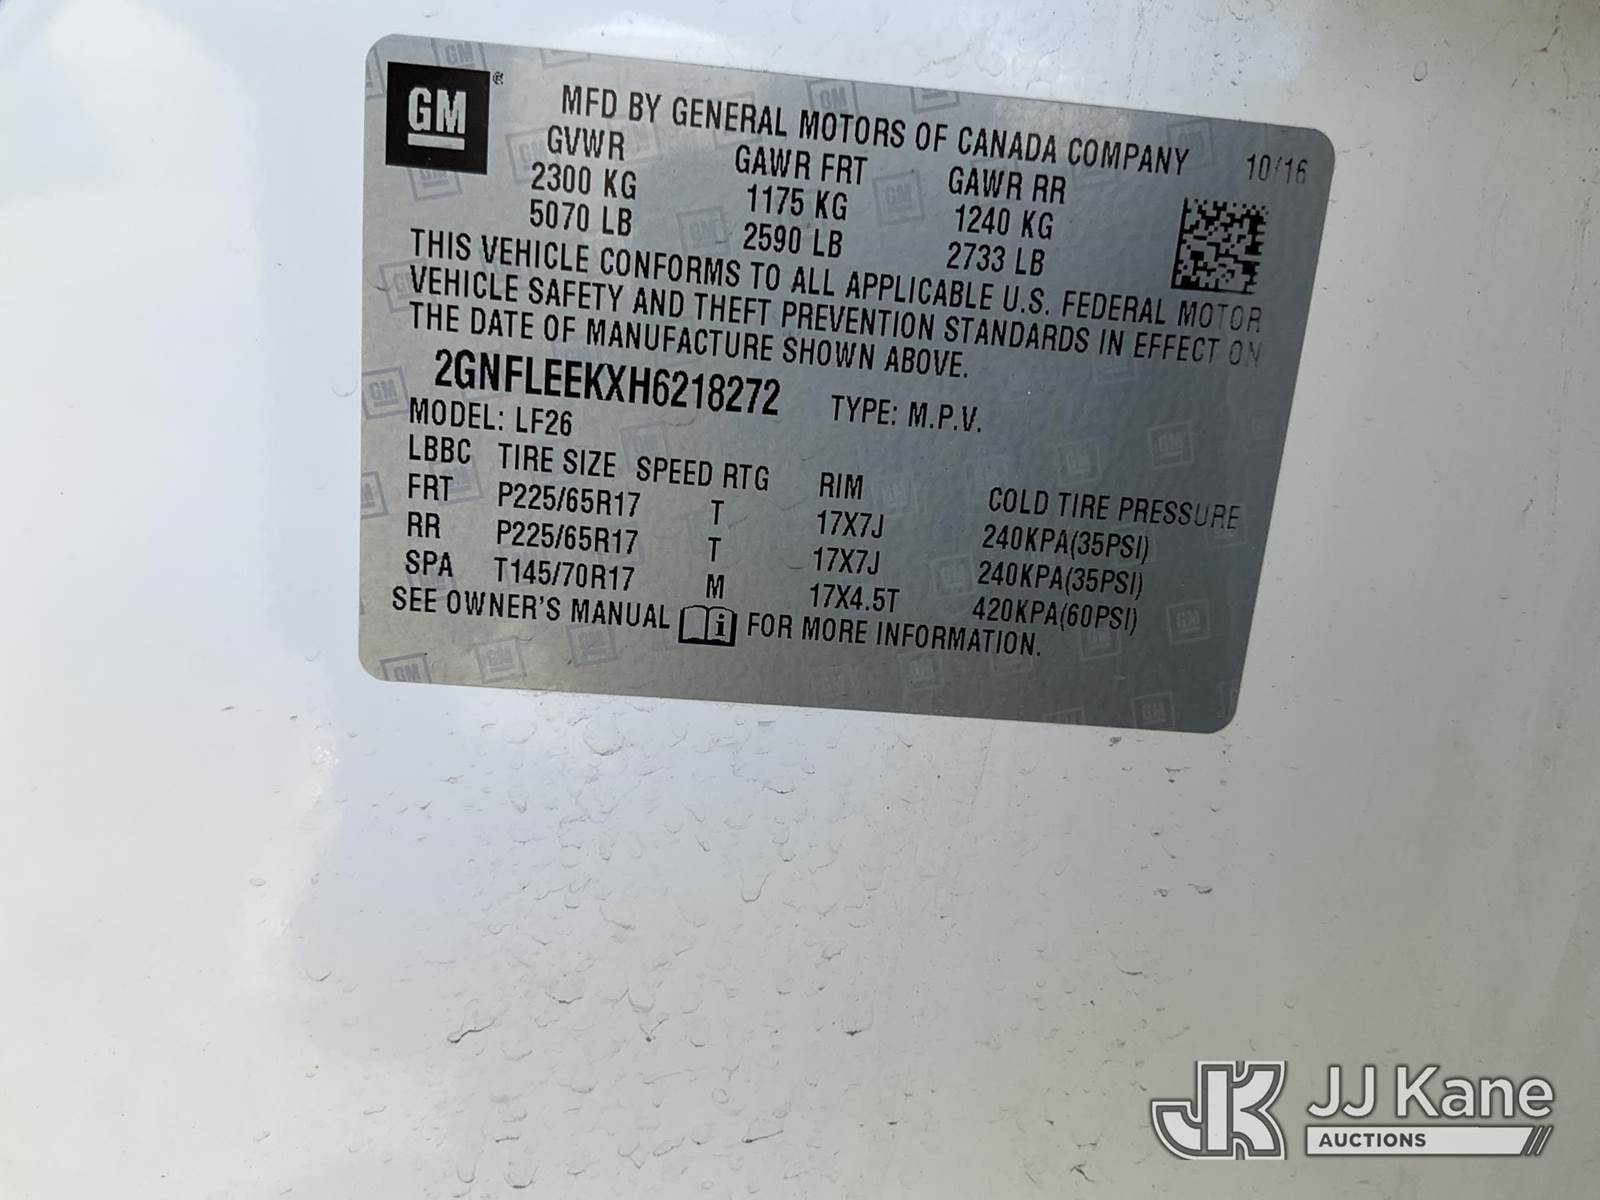 GM ®
MFD BY GENERAL MOTORS OF CANADA COMPANY 10/16
GVWR GAWR FRT GAWR RR
2300 KG 1175 KG 1240 KG
5070 LB 2590 LB 2733 LB
THIS VEHICLE CONFORMS TO ALL APPLICABLE U.S. FEDERAL MOTOR
VEHICLE SAFETY AND THEFT PREVENTION STANDARDS IN EFFECT ON
THE DATE OF MANUFACTURE SHOWN ABOVE.
2GNFLEEKXH6218272 TYPE: M.P.V.
MODEL: LF26
LBBC TIRE SIZE SPEED RTG RIM COLD TIRE PRESSURE
FRT P225/65R17 T 17X7J 240KPA(35PSI)
RR P225/65R17 T 17X7J 240KPA(35PSI)
SPA T145/70R17 M 17X4.5T 420KPA(60PSI)
SEE OWNER'S MANUAL i FOR MORE INFORMATION.
JK JJ Kane
AUCTIONS